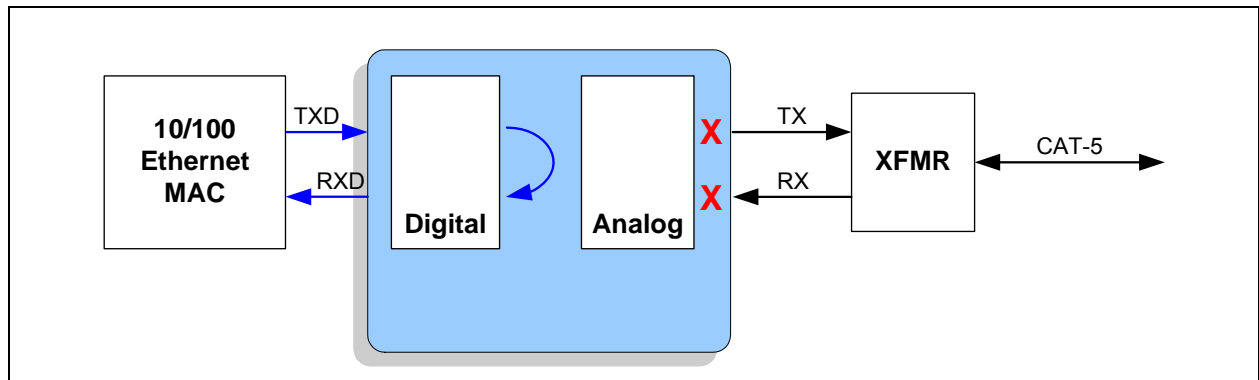 10/100
Ethernet
MAC
TXD
RXD
Digital
Analog
X
X
TX
RX
XFMR
CAT-5